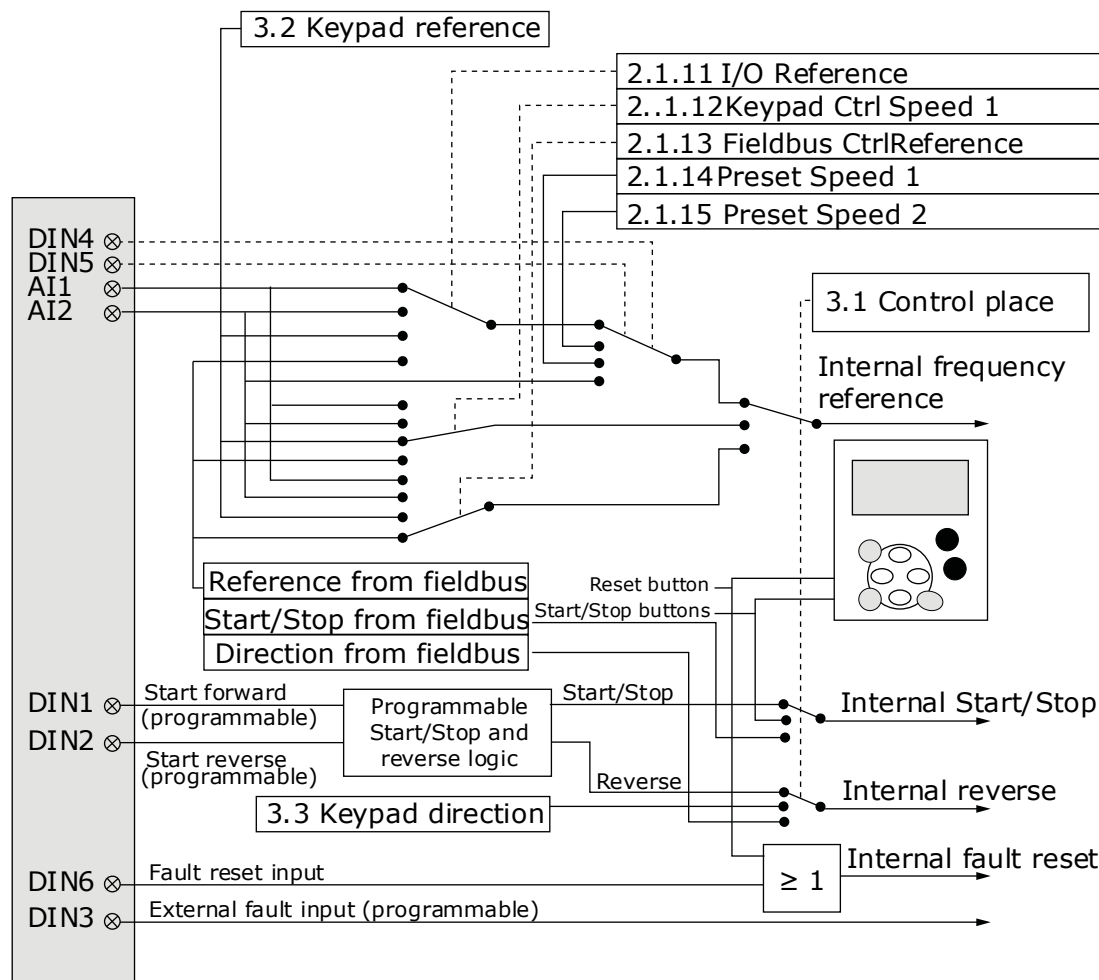 3.2 Keypad reference
2.1.11 I/O Reference
2..1.12Keypad Ctrl Speed 1
2.1.13 Fieldbus CtrlReference
2.1.14Preset Speed 1
2.1.15 Preset Speed 2
DIN4
DIN5
AI1
AI2
3.1 Control place
Internal frequency
reference
Reference from fieldbus
Start/Stop from fieldbus
Direction from fieldbus
Reset button
Start/Stop buttons
DIN1
Start forward
(programmable)
DIN2
Start reverse
(programmable)
Programmable
Start/Stop and
reverse logic
Start/Stop
Internal Start/Stop
Reverse
Internal reverse
3.3 Keypad direction
DIN6
Fault reset input
≥ 1
Internal fault reset
DIN3
External fault input (programmable)